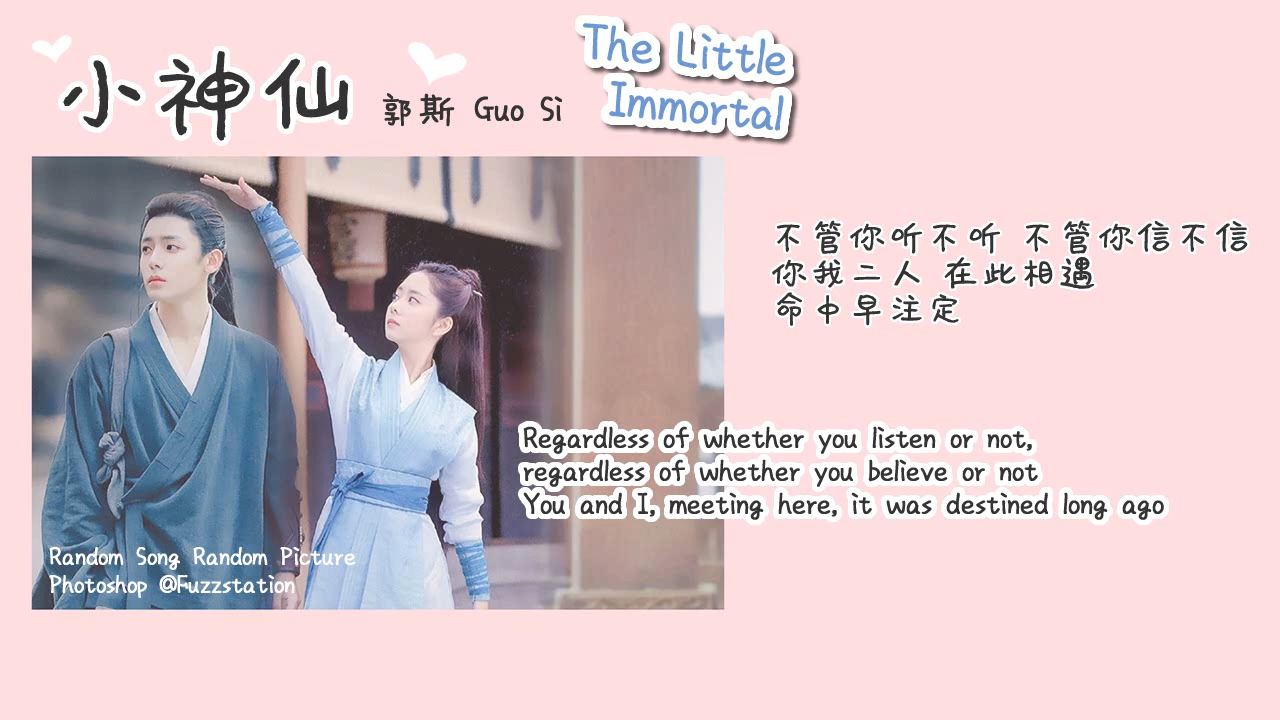 小神仙
郭斯 Guo Si
The Little
Immortal
不管你听不听 不管你信不信
你我二人 在此相遇
命中早注定
Regardless of whether you listen or not,
regardless of whether you believe or not
You and I, meeting here, it was destined long ago
Random Song Random Picture
Photoshop @Fuzzstation